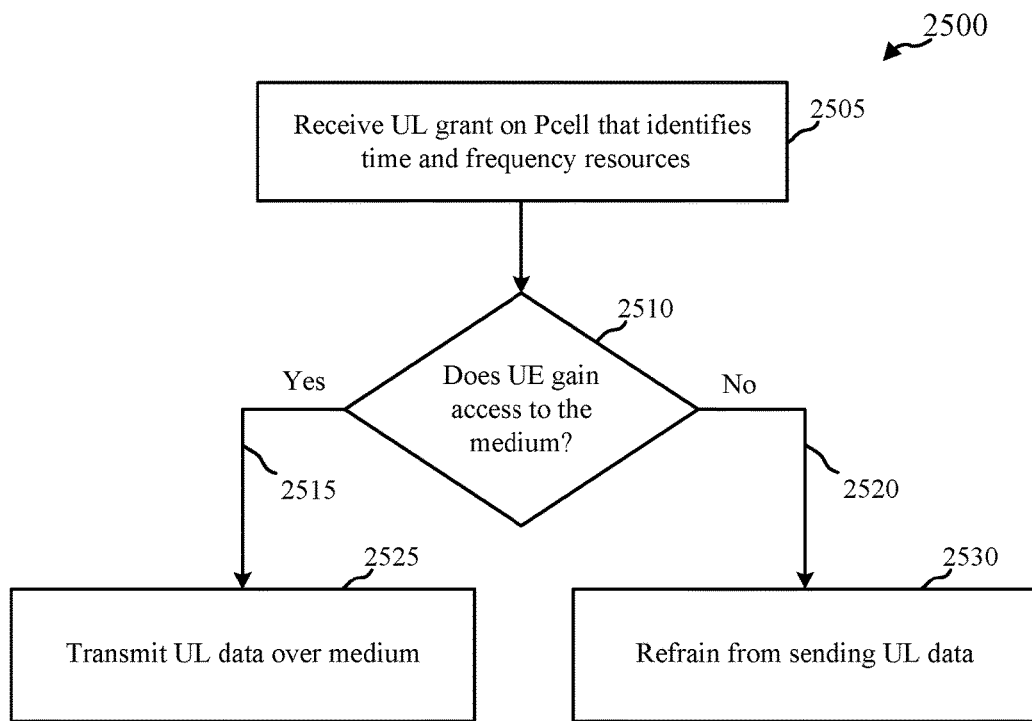 2500
Receive UL grant on Pcell that identifies
time and frequency resources
2505
2510
Does UE gain
access to the
medium?
Yes
No
2515
2520
2525
Transmit UL data over medium
2530
Refrain from sending UL data